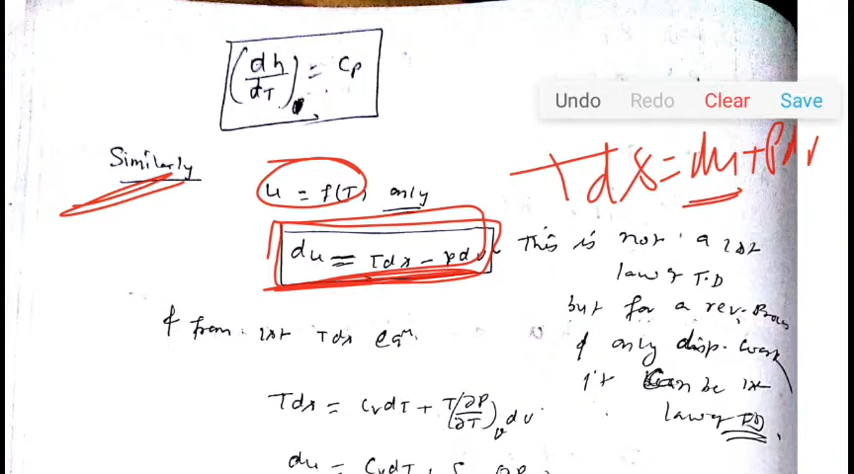 (dh/dT)ₚ = Cp
Undo Redo Clear Save
Tds = du + Pdv
Similarly
u = f(T) only
du = Tds - pdv This is not a 1st
law of T.D
but for a rev. Process
& only disp. work
it can be 1st
law of TD.
& from 1st Tds eqⁿ.
Tds = CvdT + T(∂P/∂T)ᵥ dv
du = CvdT +